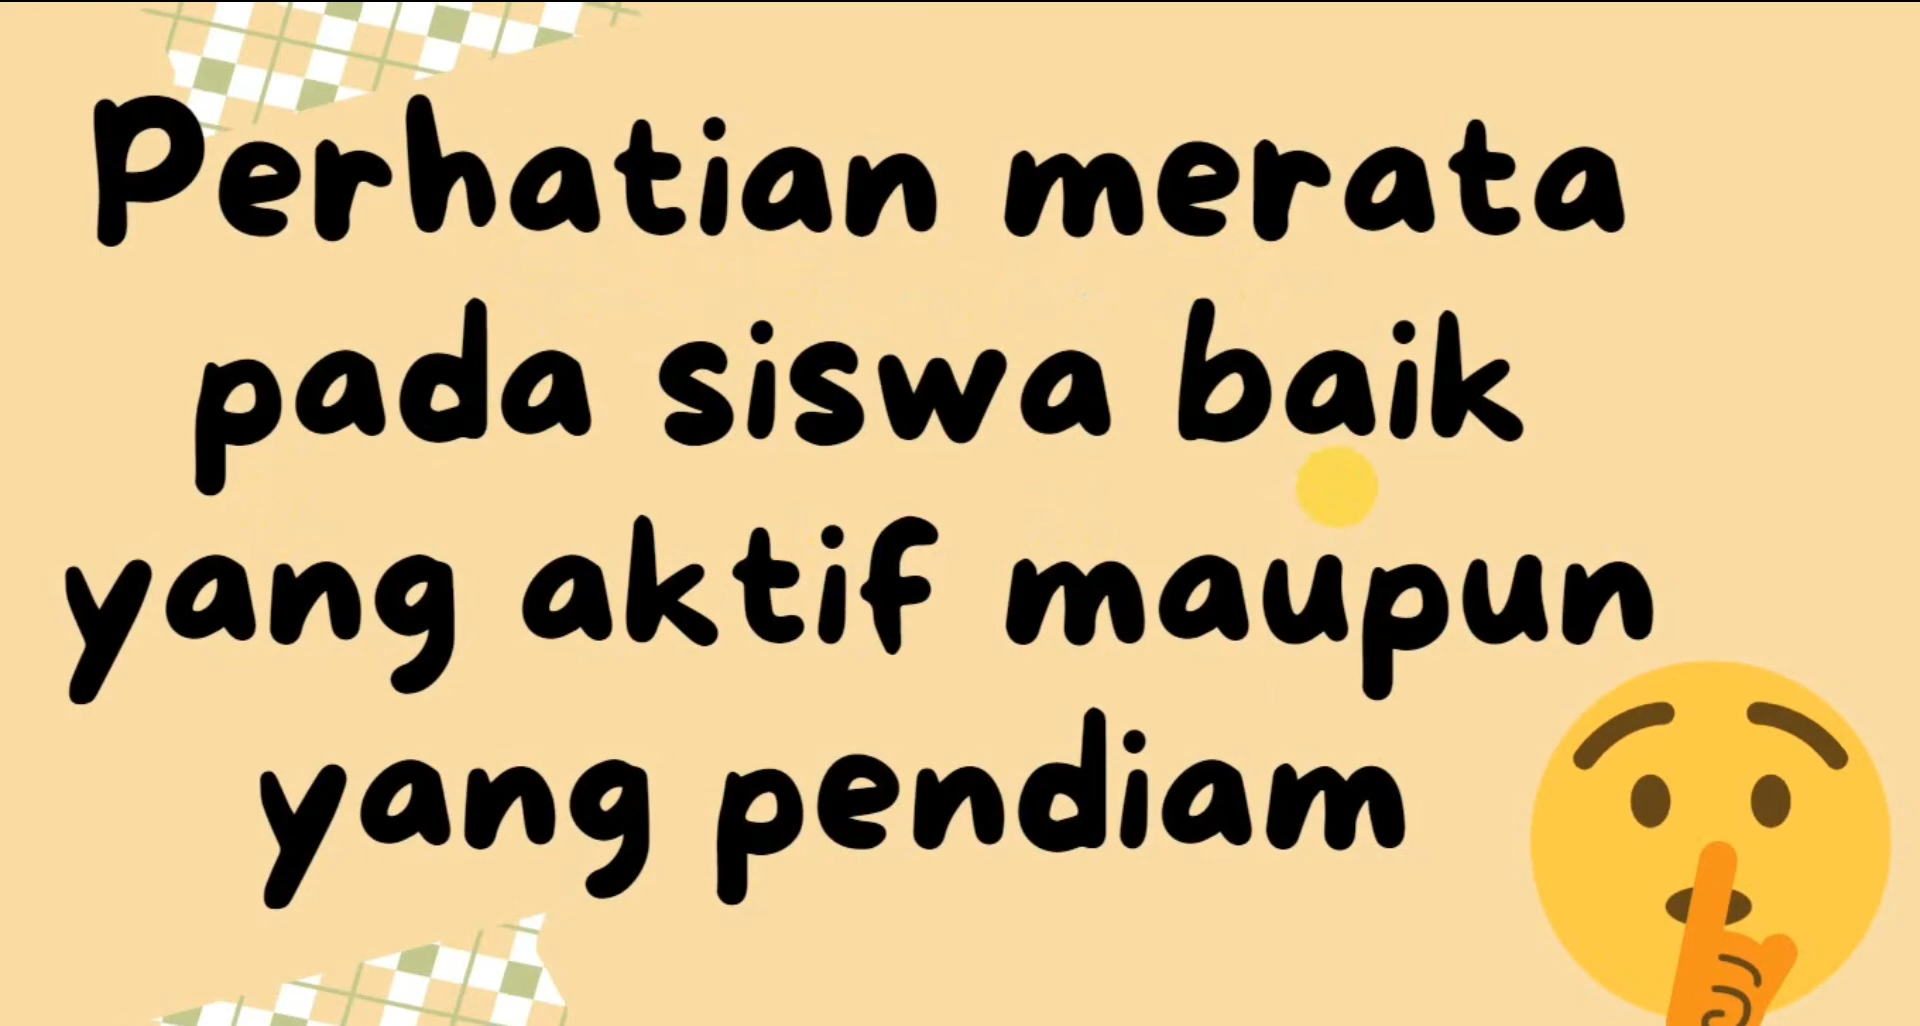 Perhatian merata
pada siswa baik
yang aktif maupun
yang pendiam